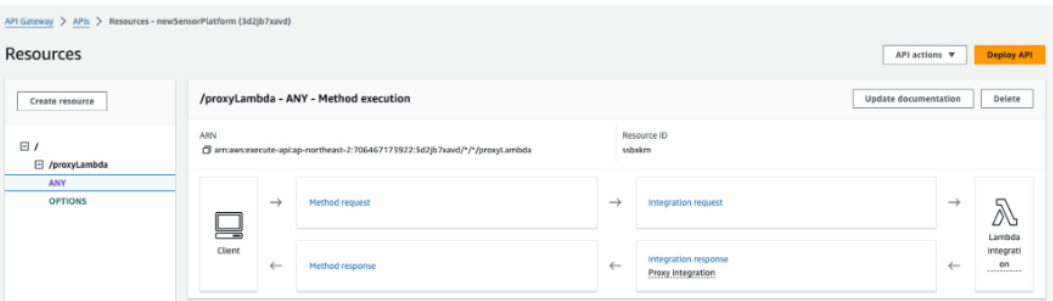 API Gateway > APIs > Resources - newSensorPlatform (3d2jb7xavd)
Resources
API actions ▼
Deploy API
Create resource
/
/proxyLambda
ANY
OPTIONS
/proxyLambda - ANY - Method execution
Update documentation
Delete
ARN
arn:aws:execute-api:ap-northeast-2:706467173922:3d2jb7xavd/*/*/proxyLambda
Resource ID
ssbxkm
Client
Method request
Integration request
Method response
Integration response
Proxy integration
Lambda
integrati
on